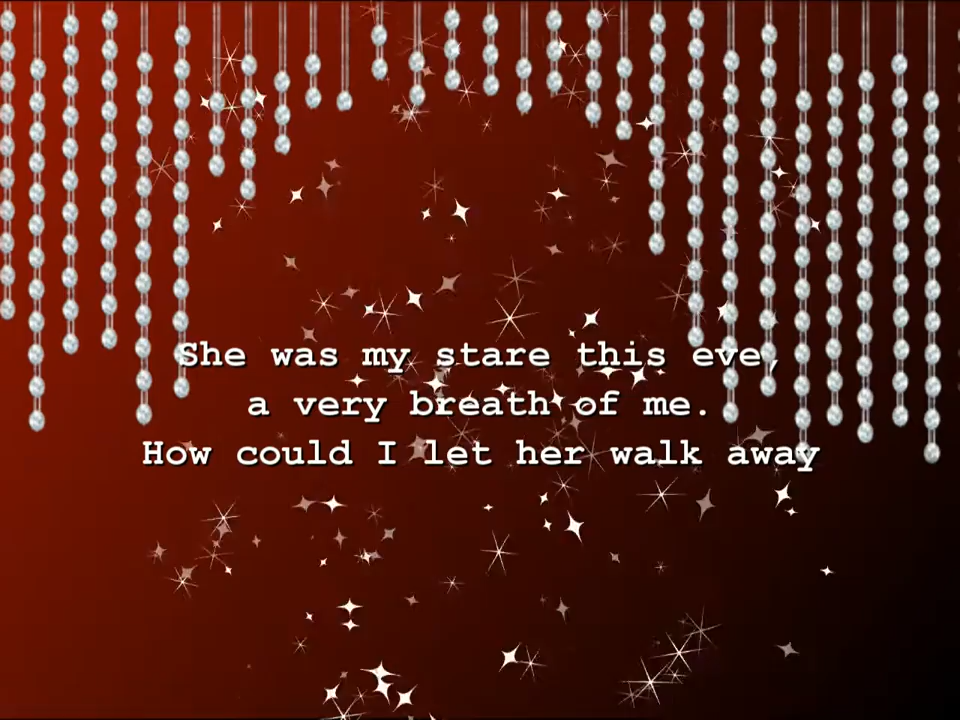 She was my stare this eve,
a very breath of me.
How could I let her walk away